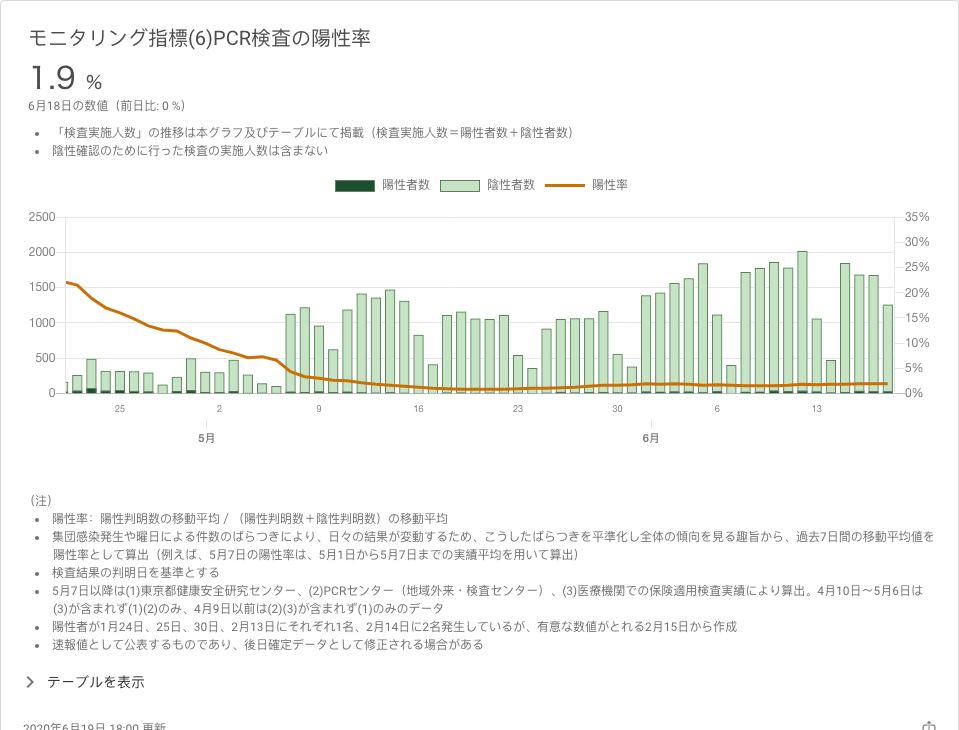 モニタリング指標(6)PCR検査の陽性率
1.9 %
6月18日の数値（前日比: 0 %）
「検査実施人数」の推移は本グラフ及びテーブルにて掲載（検査実施人数＝陽性者数＋陰性者数）
陰性確認のために行った検査の実施人数は含まない
陽性者数 陰性者数 陽性率
2500 35%
30%
2000
25%
1500 20%
1000 15%
10%
500
5%
0 0%
25 2 9 16 23 30 6 13
5月 6月
（注）
陽性率：陽性判明数の移動平均 / （陽性判明数＋陰性判明数）の移動平均
集団感染発生や曜日による件数のばらつきにより、日々の結果が変動するため、こうしたばらつきを平準化し全体の傾向を見る趣旨から、過去7日間の移動平均値を
陽性率として算出（例えば、5月7日の陽性率は、5月1日から5月7日までの実績平均を用いて算出）
検査結果の判明日を基準とする
5月7日以降は(1)東京都健康安全研究センター、(2)PCRセンター（地域外来・検査センター）、(3)医療機関での保険適用検査実績により算出。4月10日～5月6日は
(3)が含まれず(1)(2)のみ、4月9日以前は(2)(3)が含まれず(1)のみのデータ
陽性者が1月24日、25日、30日、2月13日にそれぞれ1名、2月14日に2名発生しているが、有意な数値がとれる2月15日から作成
速報値として公表するものであり、後日確定データとして修正される場合がある
テーブルを表示
2020年6月19日 18:00 更新